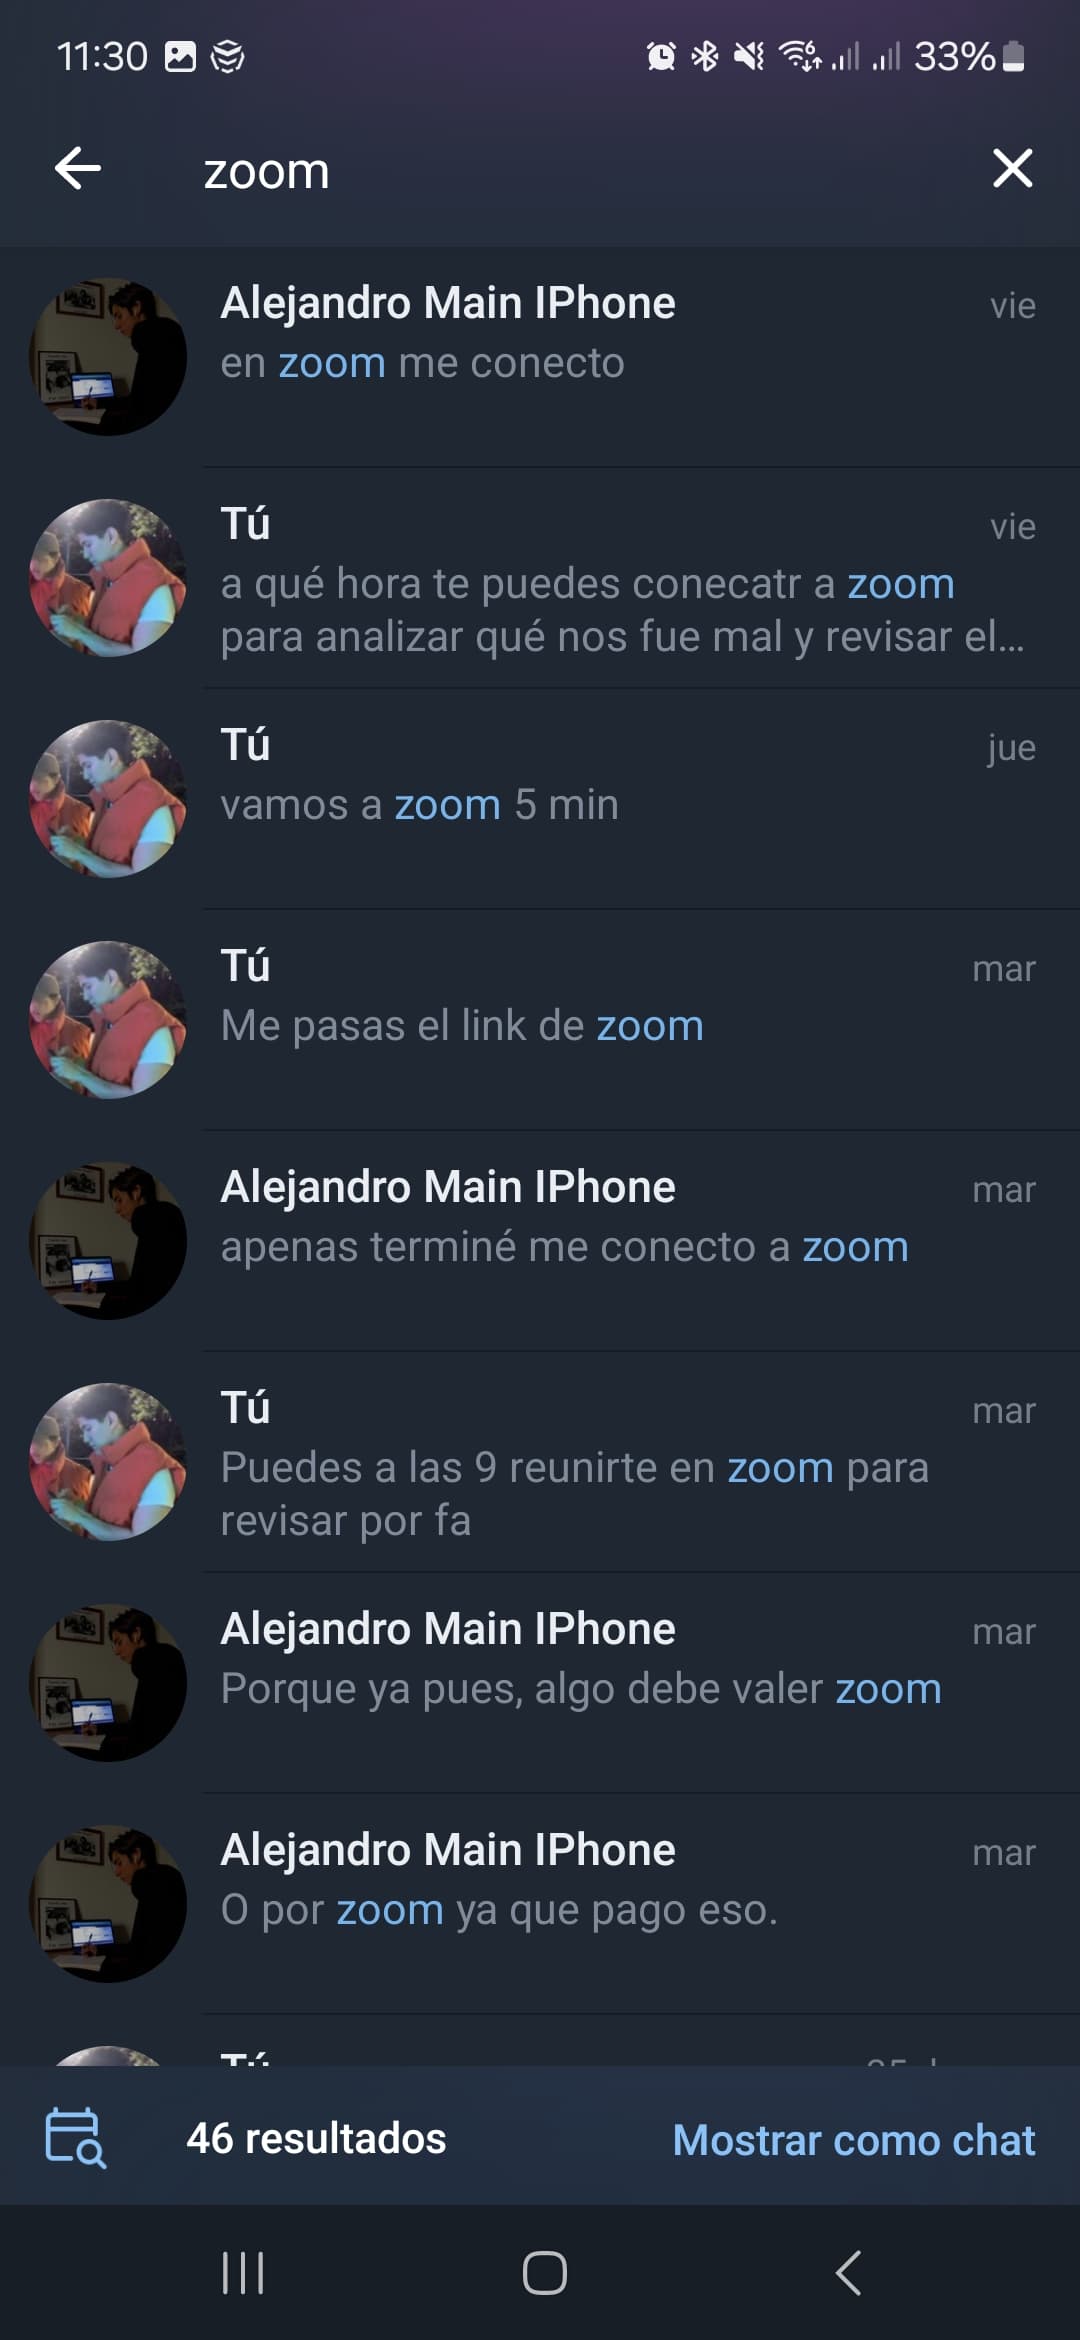 11:30
33%
zoom
Alejandro Main IPhone
vie
en zoom me conecto
Tú
vie
a qué hora te puedes conecatr a zoom
para analizar qué nos fue mal y revisar el...
Tú
jue
vamos a zoom 5 min
Tú
mar
Me pasas el link de zoom
Alejandro Main IPhone
mar
apenas terminé me conecto a zoom
Tú
mar
Puedes a las 9 reunirte en zoom para
revisar por fa
Alejandro Main IPhone
mar
Porque ya pues, algo debe valer zoom
Alejandro Main IPhone
mar
O por zoom ya que pago eso.
Tú
46 resultados
Mostrar como chat